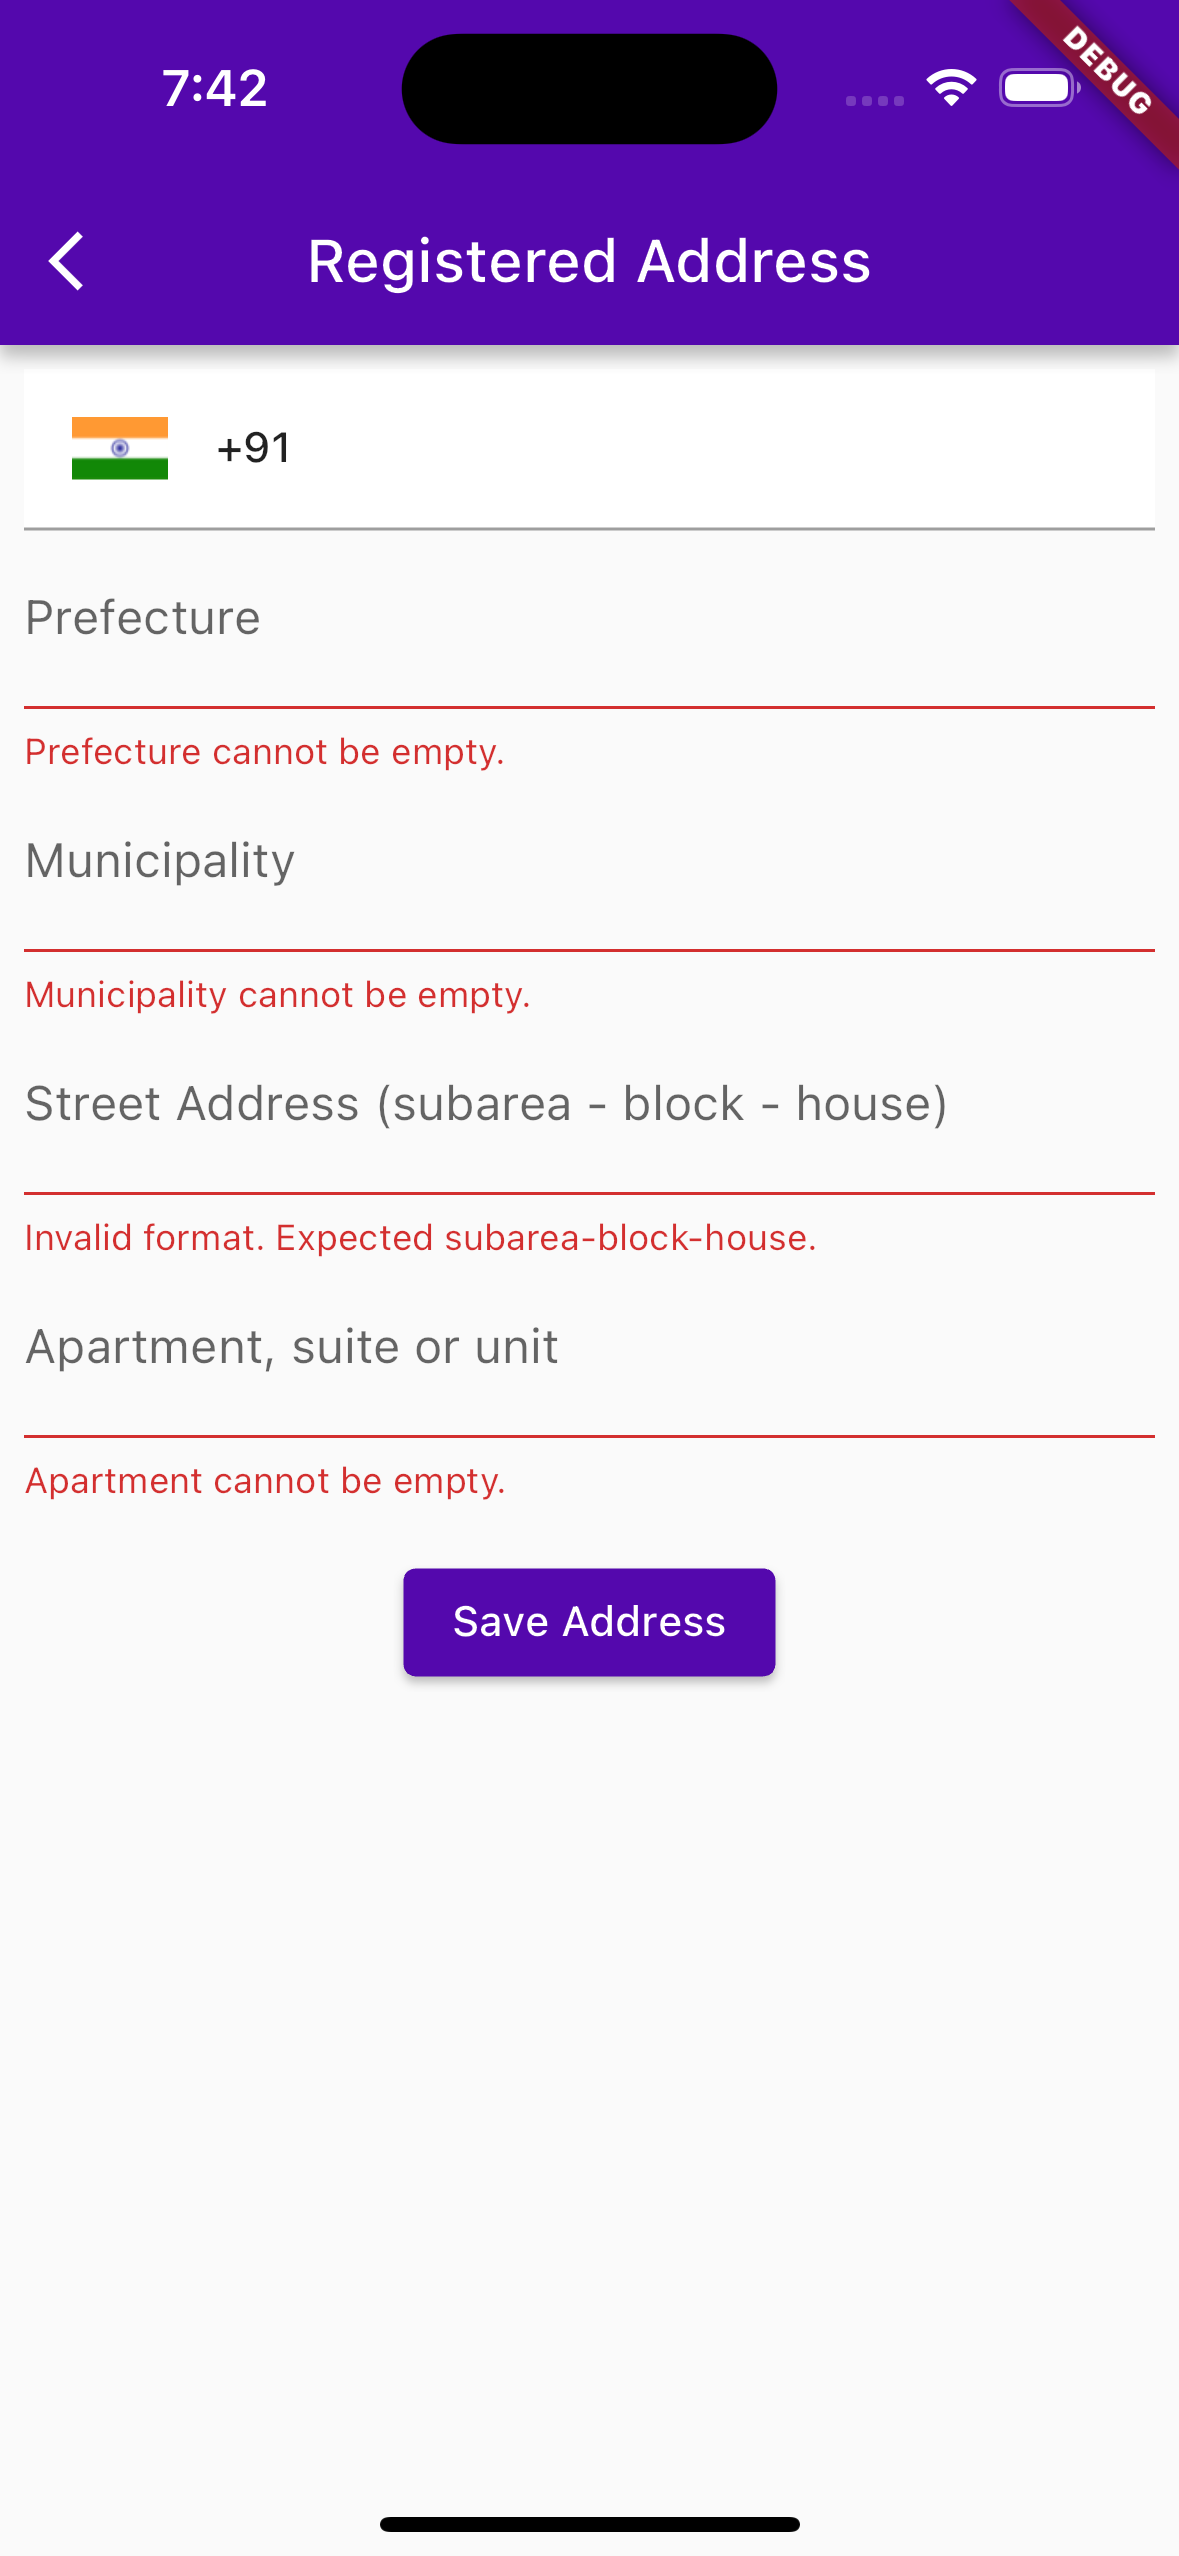 7:42
DEBUG
Registered Address
+91
Prefecture
Prefecture cannot be empty.
Municipality
Municipality cannot be empty.
Street Address (subarea - block - house)
Invalid format. Expected subarea-block-house.
Apartment, suite or unit
Apartment cannot be empty.
Save Address